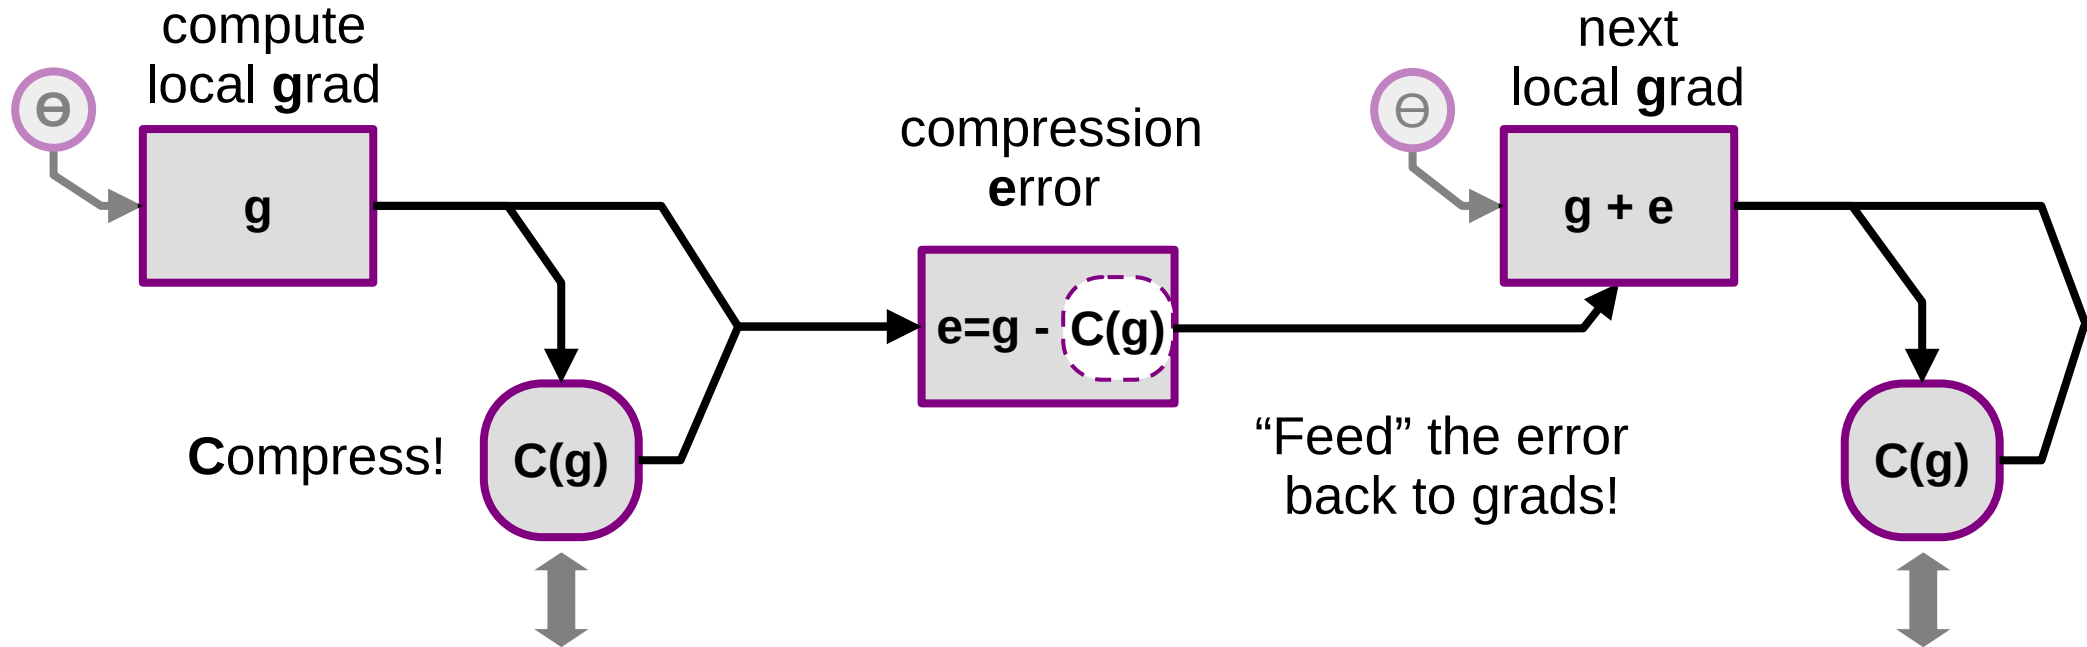 compute
local grad
ɵ
g
Compress!
C(g)
compression
error
e=g - C(g)
“Feed” the error
back to grads!
next
local grad
ɵ
g + e
C(g)